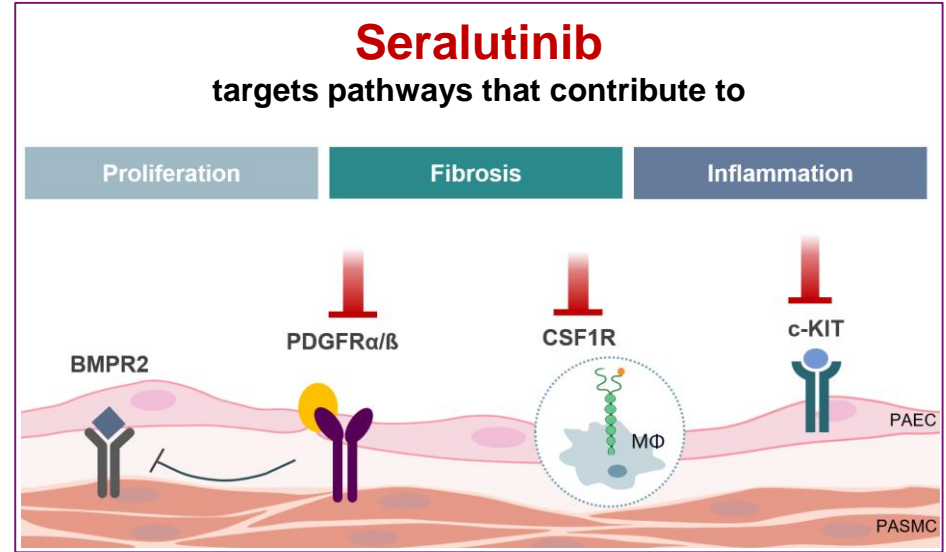 Seralutinib
targets pathways that contribute to
Proliferation
Fibrosis
Inflammation
PDGFRα/ß
CSF1R
c-KIT
BMPR2
MΦ
PAEC
PASMC